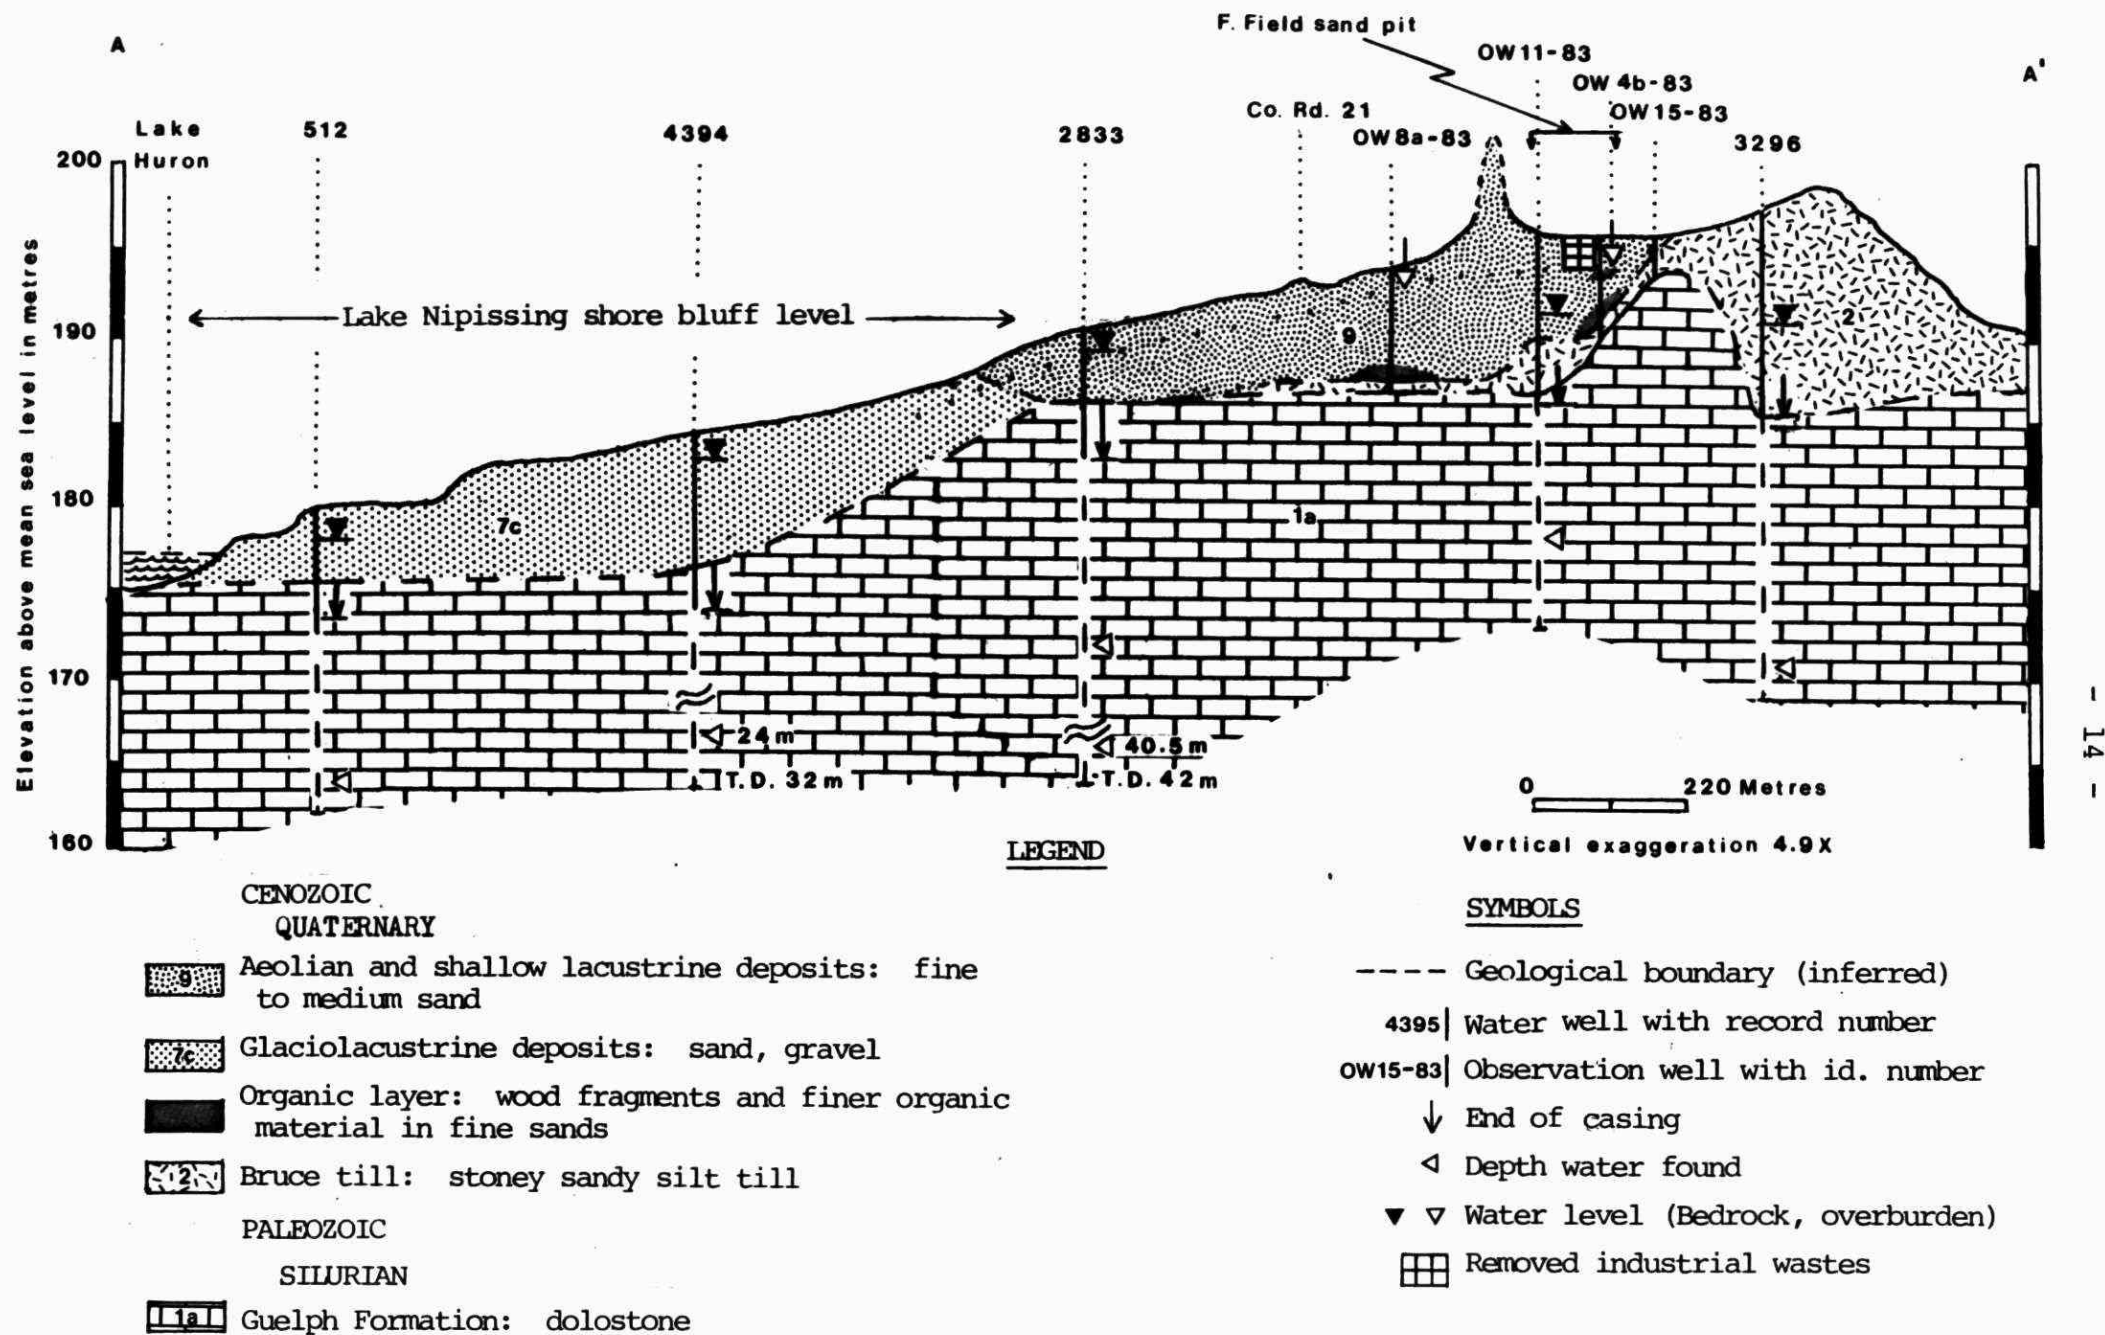 F. Field sand pit
A
OW11-83
A'
OW 4b-83
Co. Rd. 21
OW15-83
Lake
Huron
512
4394
2833
OW8a-83
3296
200
Elevation above mean sea level in metres
Lake Nipissing shore bluff level
190
9
2
180
7c
1a
170
24 m
T.D. 32 m
40.5 m
T.D. 42 m
0
220 Metres
160
Vertical exaggeration 4.9X
- 14 -
LEGEND
CENOZOIC
QUATERNARY
9
Aeolian and shallow lacustrine deposits: fine
to medium sand
7c
Glaciolacustrine deposits: sand, gravel
Organic layer: wood fragments and finer organic
material in fine sands
2
Bruce till: stoney sandy silt till
PALEOZOIC
SILURIAN
1a
Guelph Formation: dolostone
SYMBOLS
Geological boundary (inferred)
4395 Water well with record number
OW15-83 Observation well with id. number
End of casing
Depth water found
Water level (Bedrock, overburden)
Removed industrial wastes